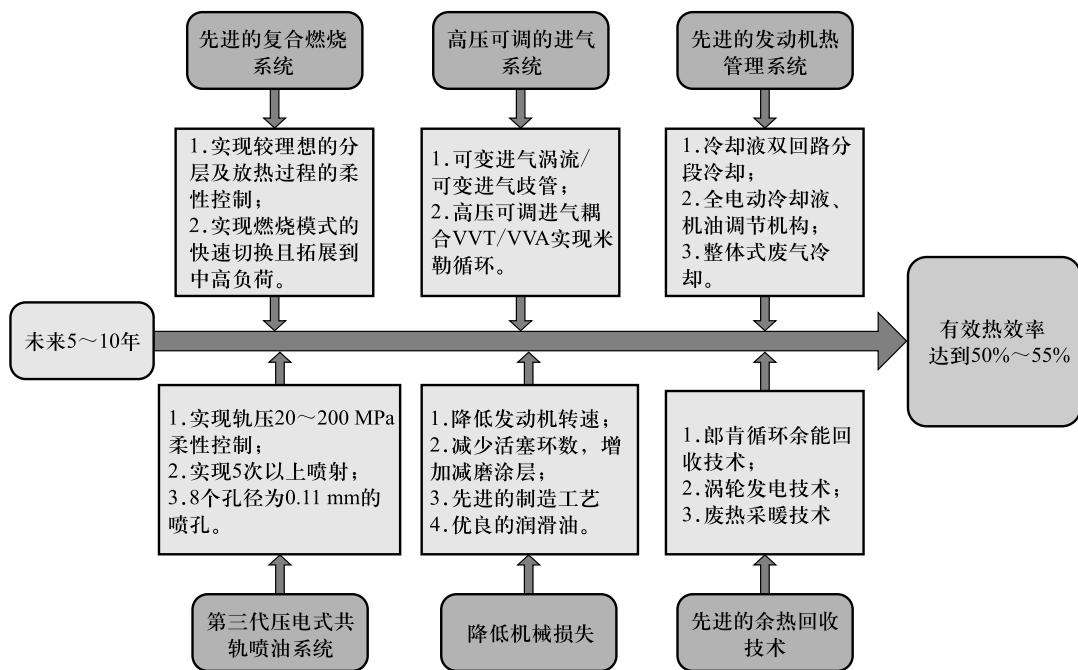 先进的复合燃烧
系统
高压可调的进气
系统
先进的发动机热
管理系统
1.实现较理想的分
层及放热过程的柔
性控制；
2.实现燃烧模式的
快速切换且拓展到
中高负荷。
1.可变进气涡流/
可变进气歧管；
2.高压可调进气耦
合VVT/VVA实现米
勒循环。
1.冷却液双回路分
段冷却；
2.全电动冷却液、
机油调节机构；
3.整体式废气冷
却。
未来5～10年
有效热效率
达到50%～55%
1.实现轨压20～200 MPa
柔性控制；
2.实现5次以上喷射；
3.8个孔径为0.11 mm的
喷孔。
1.降低发动机转速；
2.减少活塞环数，增
加减磨涂层；
3.先进的制造工艺
4.优良的润滑油。
1.郎肯循环余能回
收技术；
2.涡轮发电技术；
3.废热采暖技术
第三代压电式共
轨喷油系统
降低机械损失
先进的余热回收
技术